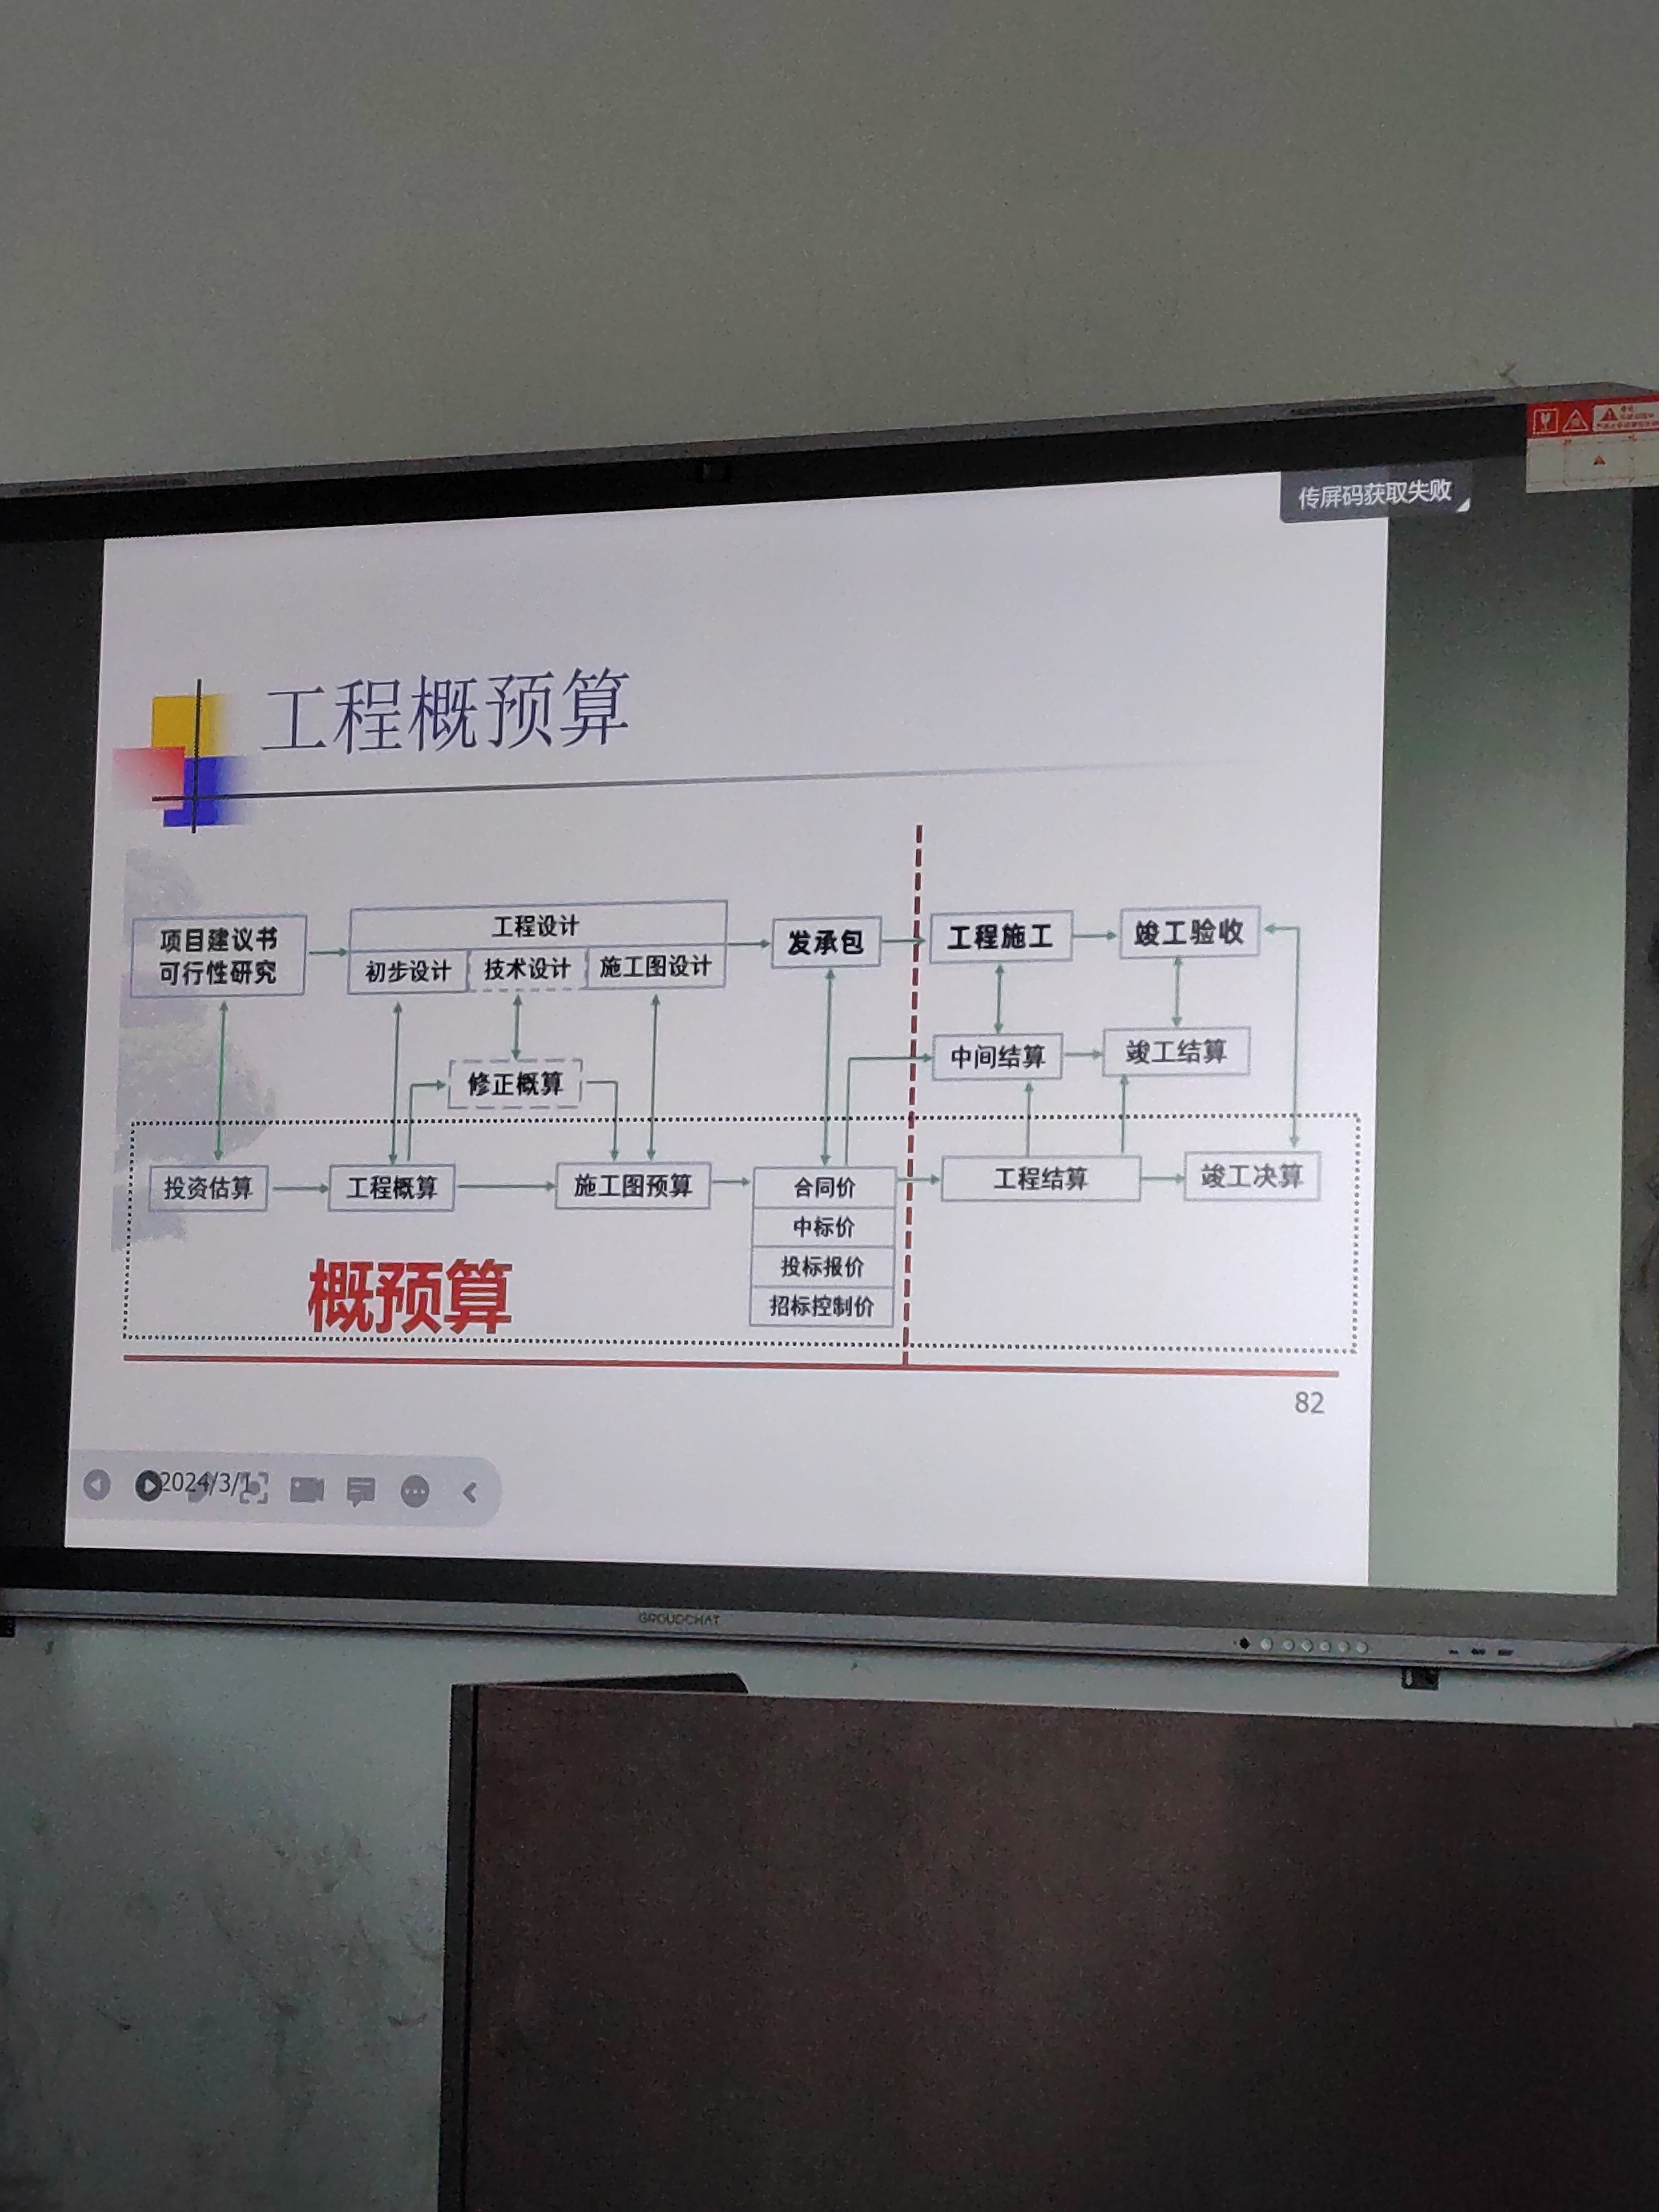 传屏码获取失败
工程概预算
项目建议书
可行性研究
工程设计
初步设计
技术设计
施工图设计
发承包
工程施工
竣工验收
修正概算
中间结算
竣工结算
投资估算
工程概算
施工图预算
合同价
中标价
投标报价
招标控制价
工程结算
竣工决算
概预算
82
2024/3/1